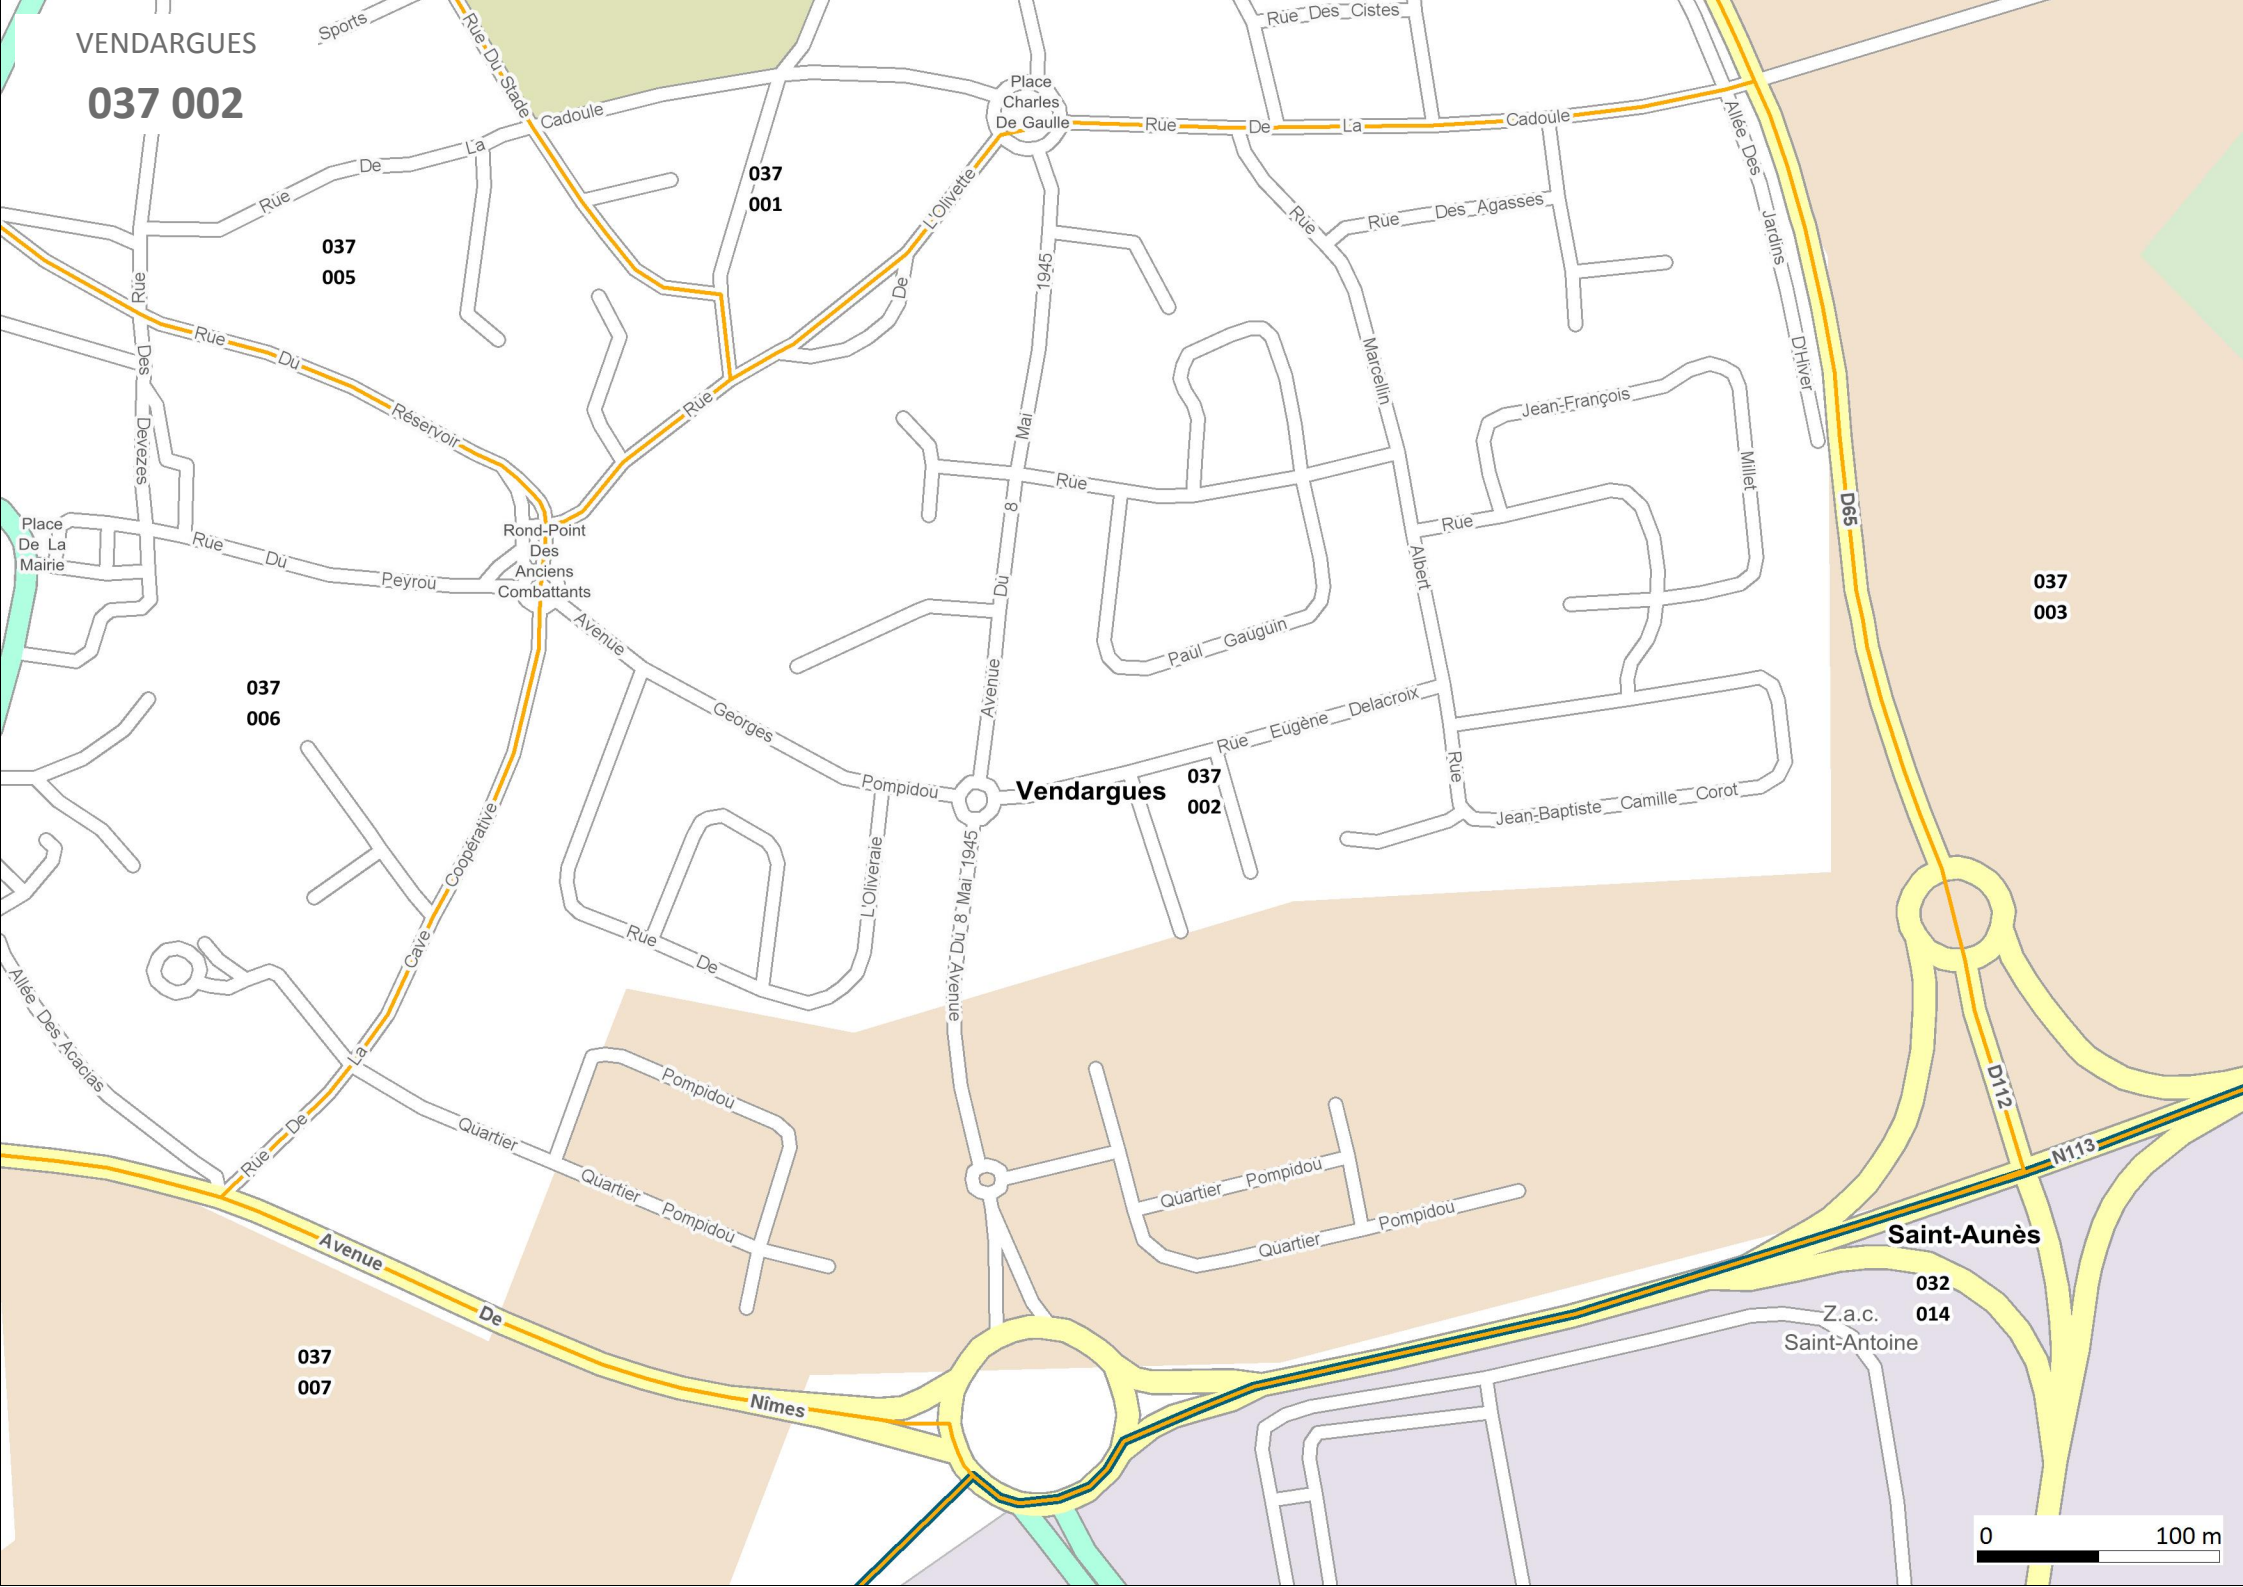 VENDARGUES
037 002
Sports
Rue Du Stade
Rue Des Cistes
Place
Charles
De Gaulle
Rue De La Cadoule
Rue De La Cadoule
Allée Des Jardins D'Hiver
037
001
037
005
Rue De L'Olivette
Rue Des Agasses
Rue Des Devezes
Rue Du Réservoir
Avenue Du 8 Mai 1945
Rue Marcellin Albert
Rue Jean-François Millet
D65
Place
De La
Mairie
Rue Du Peyrou
Rond-Point
Des
Anciens
Combattants
Rue Paul Gauguin
037
003
037
006
Avenue Georges Pompidou
Rue Eugène Delacroix
Vendargues
037
002
Rue Jean-Baptiste Camille Corot
Rue De La Cave Coopérative
Rue De L'Oliveraie
Avenue Du 8 Mai 1945
Allée Des Acacias
Pompidou
Quartier
Quartier Pompidou
Quartier Pompidou
Quartier Pompidou
D112
N113
Avenue De Nîmes
Saint-Aunès
032
014
Z.a.c.
Saint-Antoine
037
007
0 100 m